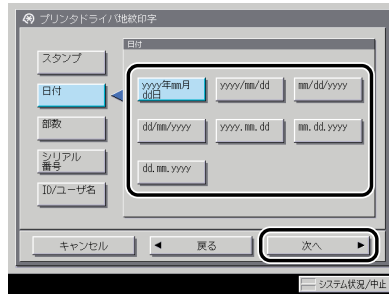 プリンタドライバ地紋印字
日付
スタンプ
日付
部数
シリアル
番号
ID/ユーザ名
yyyy年mm月
dd日
yyyy/mm/dd
mm/dd/yyyy
dd/mm/yyyy
yyyy.mm.dd
mm.dd.yyyy
dd.mm.yyyy
キャンセル
◀ 戻る
次へ ▶
システム状況/中止